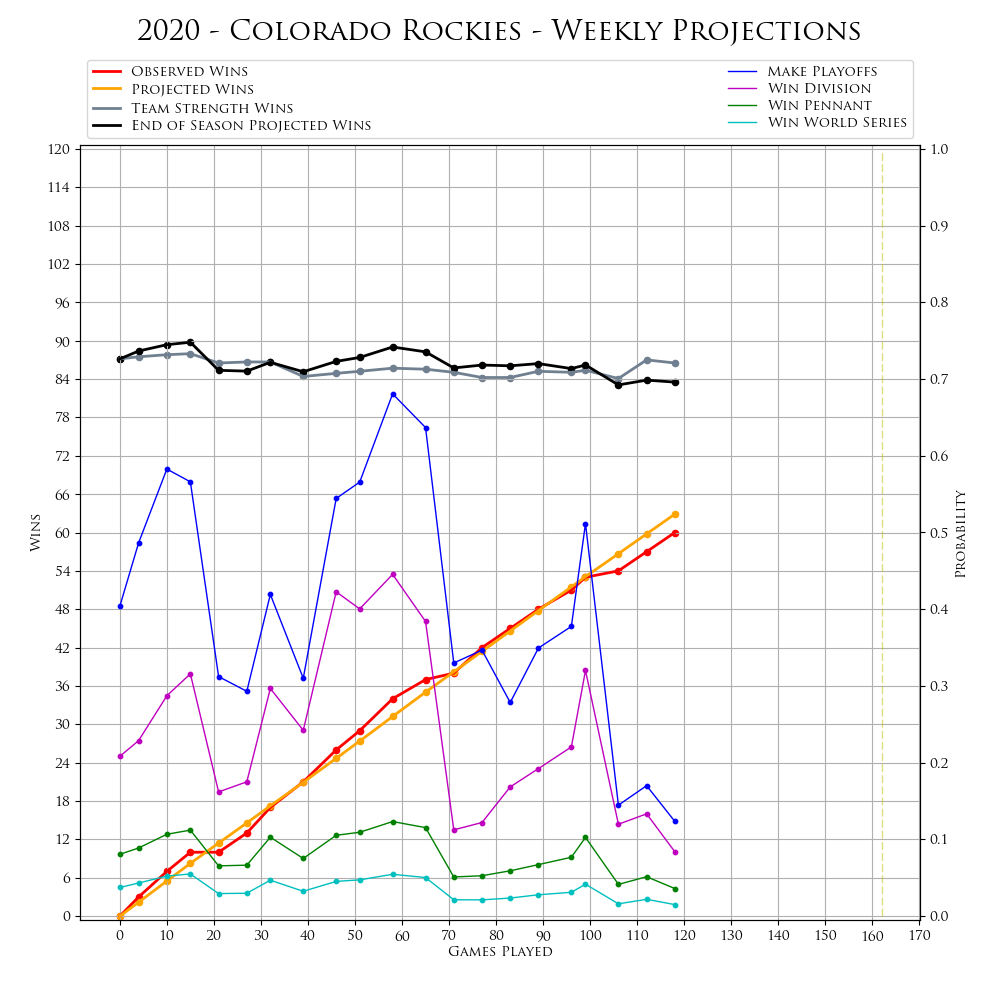 2020 - Colorado Rockies - Weekly Projections
Observed Wins
Projected Wins
Team Strength Wins
End of Season Projected Wins
Make Playoffs
Win Division
Win Pennant
Win World Series
120
114
108
102
96
90
84
78
72
66
60
54
48
42
36
30
24
18
12
6
0
Wins
1.0
0.9
0.8
0.7
0.6
0.5
0.4
0.3
0.2
0.1
0.0
Probability
0 10 20 30 40 50 60 70 80 90 100 110 120 130 140 150 160 170
Games Played